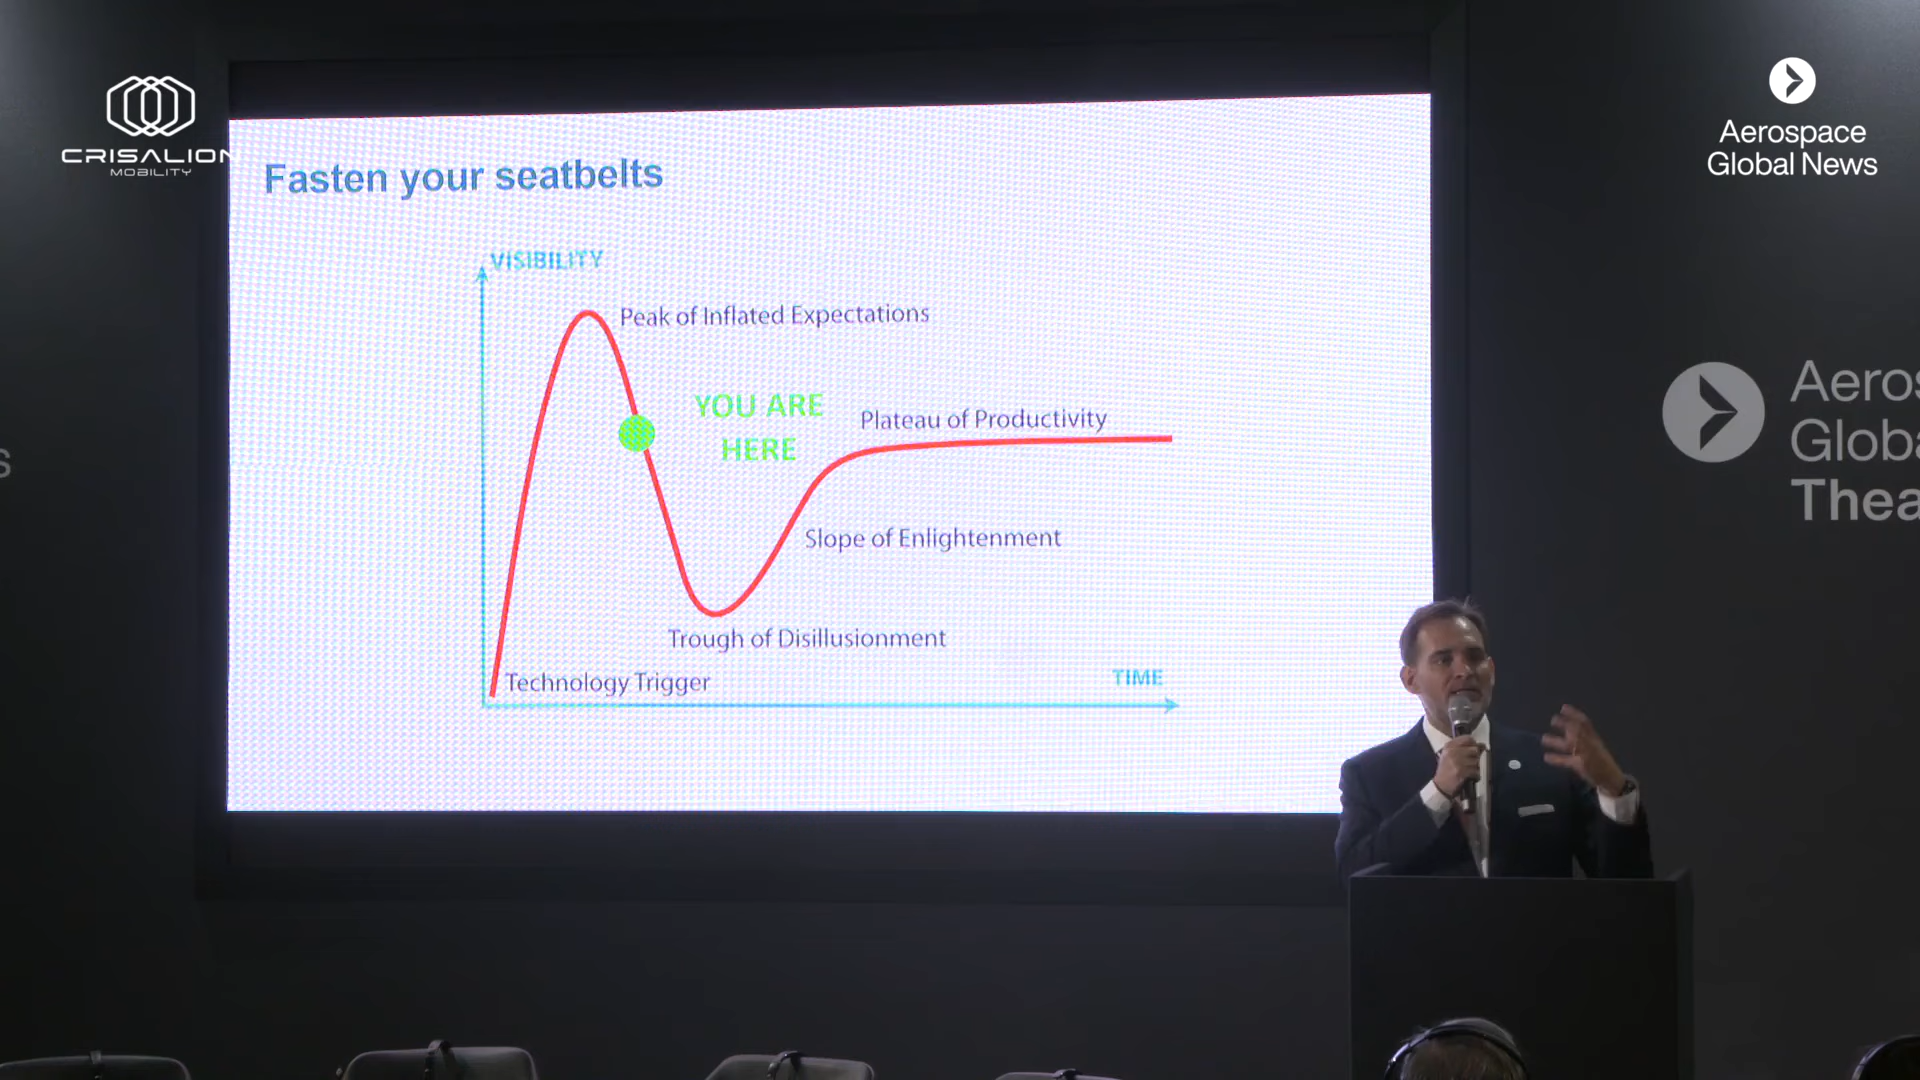 CRISALION
MOBILITY
Aerospace
Global News
Fasten your seatbelts
VISIBILITY
Peak of Inflated Expectations
YOU ARE
HERE
Plateau of Productivity
Slope of Enlightenment
Trough of Disillusionment
Technology Trigger
TIME
Aeros
Globa
Thea
s